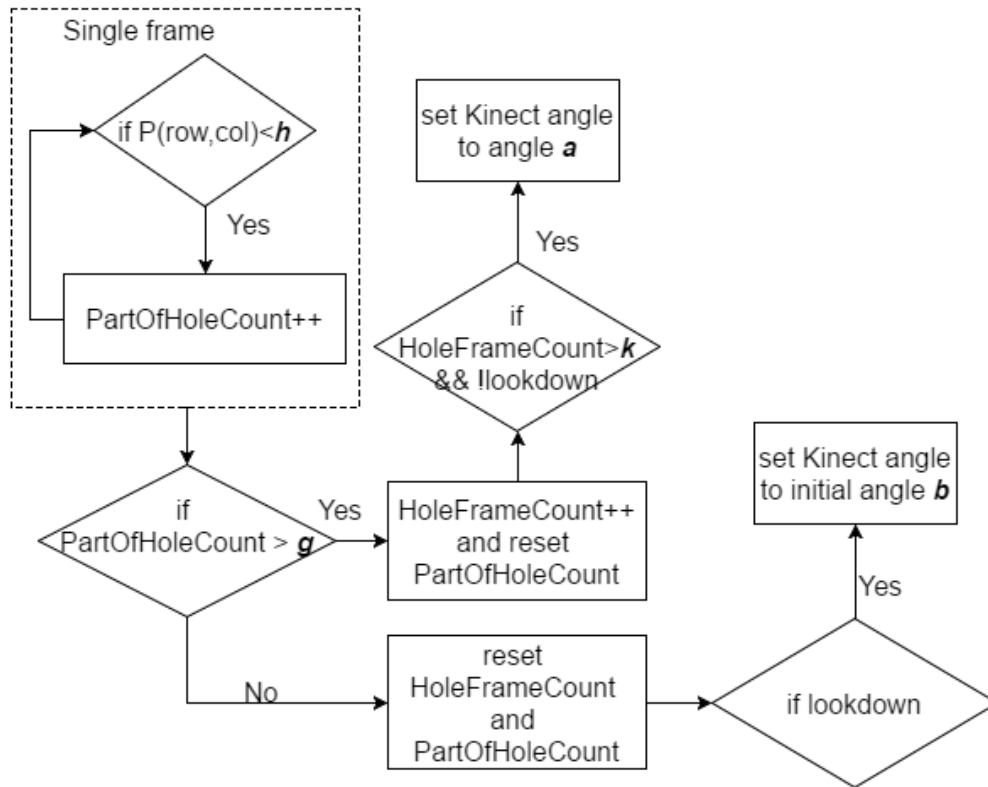 Single frame
if P(row,col)<h
Yes
PartOfHoleCount++
set Kinect angle
to angle a
Yes
if
HoleFrameCount>k
&& !lookdown
if
PartOfHoleCount > g
Yes
HoleFrameCount++
and reset
PartOfHoleCount
set Kinect angle
to initial angle b
Yes
No
reset
HoleFrameCount
and
PartOfHoleCount
if lookdown